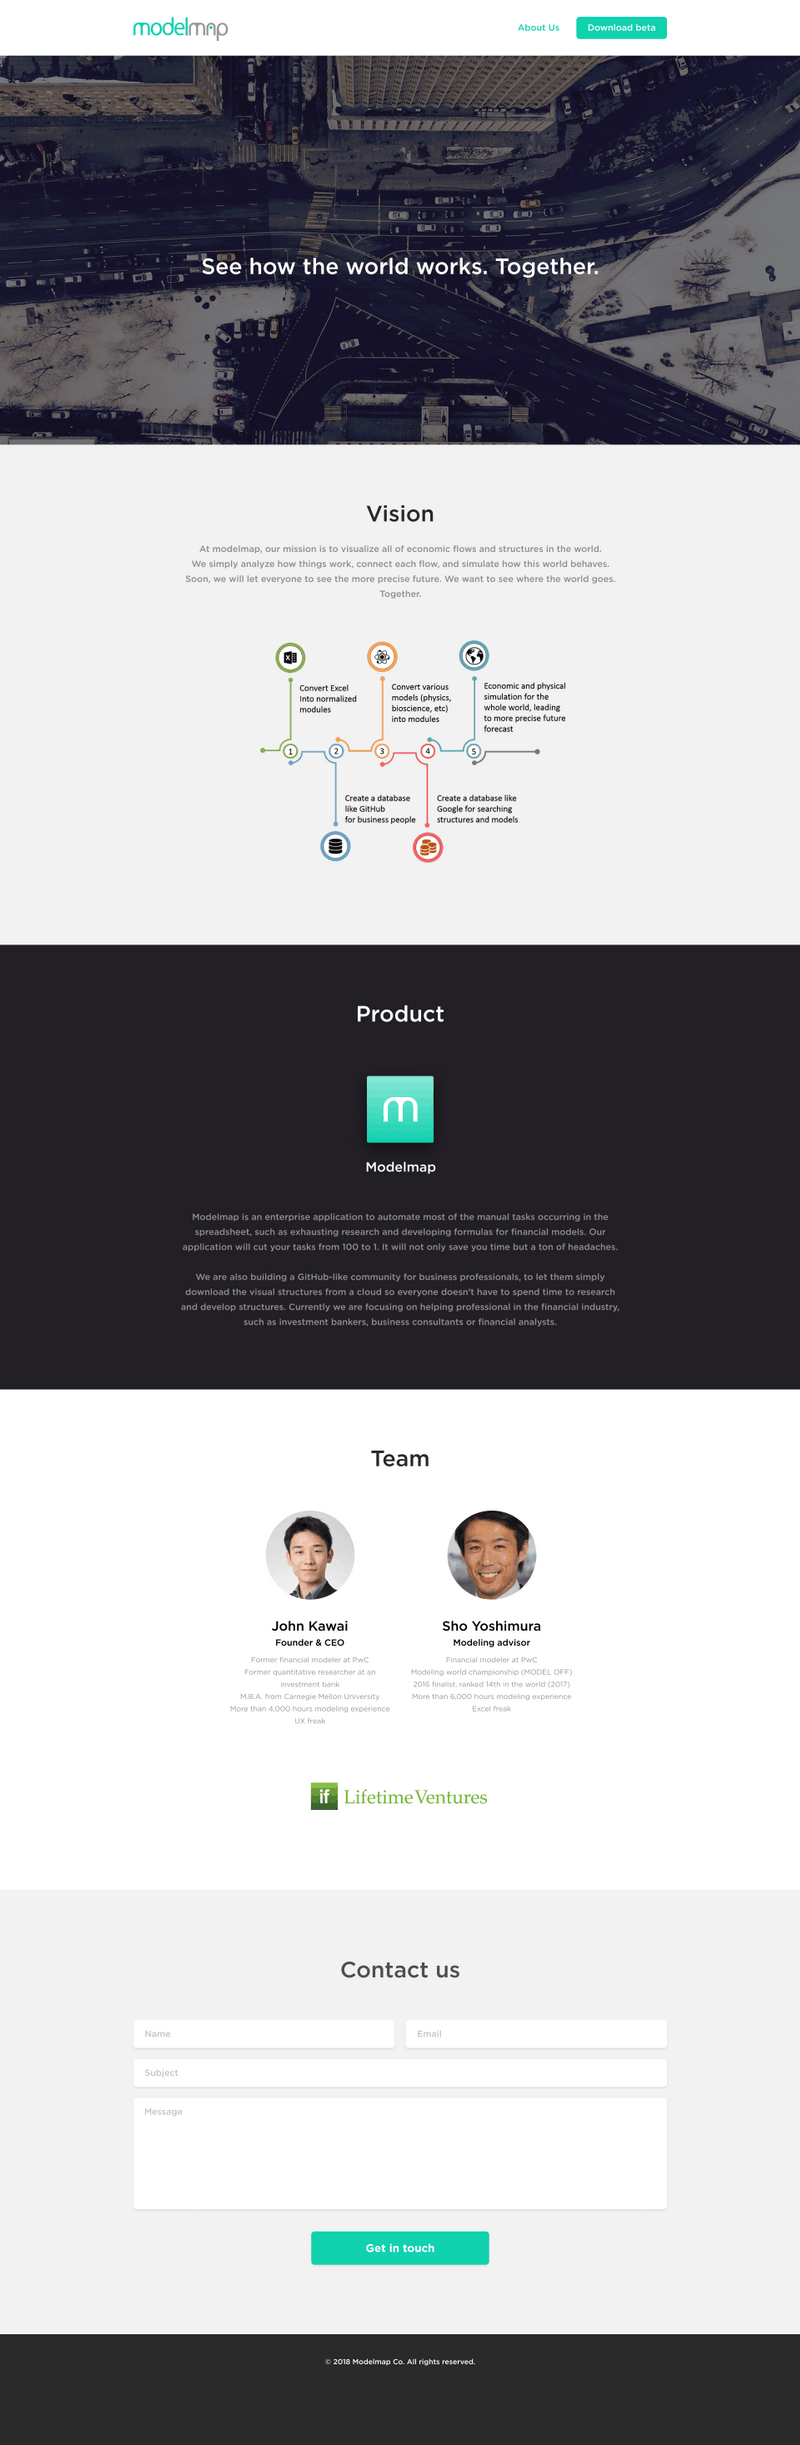 modelmap
About Us
Download beta
See how the world works. Together.
Vision
At modelmap, our mission is to visualize all of economic flows and structures in the world.
We simply analyze how things work, connect each flow, and simulate how this world behaves.
Soon, we will let everyone to see the more precise future. We want to see where the world goes.
Together.
Convert Excel
Into normalized
modules
Convert various
models (physics,
bioscience, etc)
into modules
Economic and physical
simulation for the
whole world, leading
to more precise future
forecast
1
2
3
4
5
Create a database
like GitHub
for business people
Create a database like
Google for searching
structures and models
Product
m
Modelmap
Modelmap is an enterprise application to automate most of the manual tasks occurring in the
spreadsheet, such as exhausting research and developing formulas for financial models. Our
application will cut your tasks from 100 to 1. It will not only save you time but a ton of headaches.
We are also building a GitHub-like community for business professionals, to let them simply
download the visual structures from a cloud so everyone doesn't have to spend time to research
and develop structures. Currently we are focusing on helping professional in the financial industry,
such as investment bankers, business consultants or financial analysts.
Team
John Kawai
Founder & CEO
Former financial modeler at PwC
Former quantitative researcher at an
investment bank
M.B.A. from Carnegie Mellon University
More than 4,000 hours modeling experience
UX freak
Sho Yoshimura
Modeling advisor
Financial modeler at PwC
Modeling world championship (MODEL OFF)
2016 finalist, ranked 14th in the world (2017)
More than 6,000 hours modeling experience
Excel freak
if Lifetime Ventures
Contact us
Name
Email
Subject
Message
Get in touch
© 2018 Modelmap Co. All rights reserved.